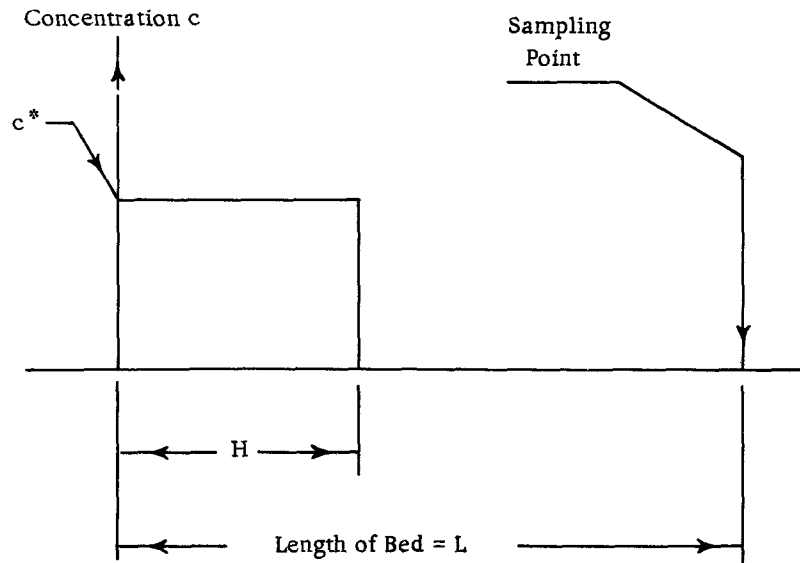 Concentration c
Sampling
Point
c*
H
Length of Bed = L